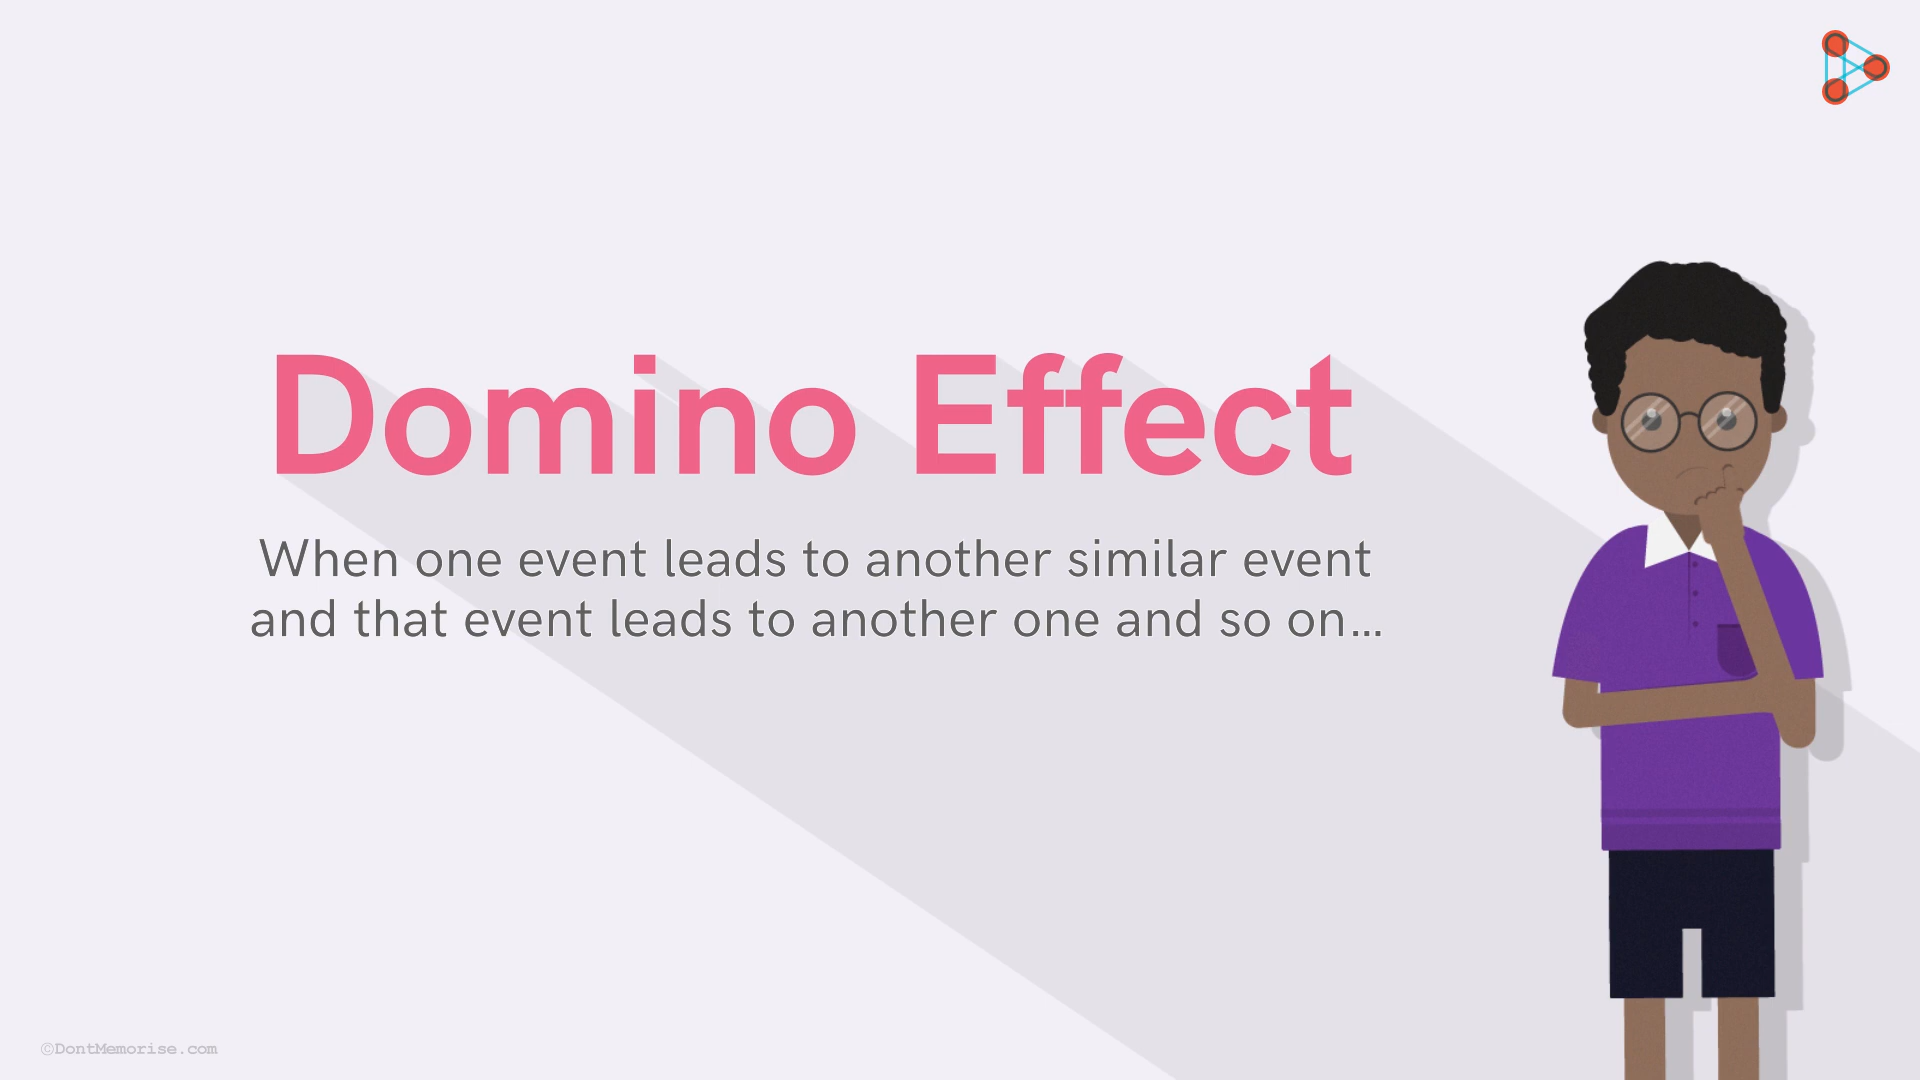 Domino Effect
When one event leads to another similar event
and that event leads to another one and so on...
©DontMemorise.com